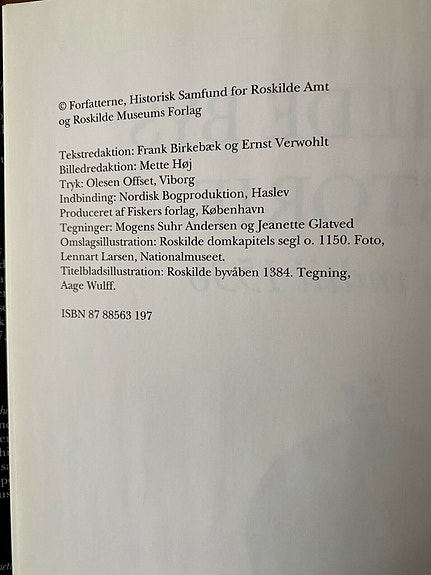 © Forfatterne, Historisk Samfund for Roskilde Amt
og Roskilde Museums Forlag
Tekstredaktion: Frank Birkebæk og Ernst Verwohlt
Billedredaktion: Mette Høj
Tryk: Olesen Offset, Viborg
Indbinding: Nordisk Bogproduktion, Haslev
Produceret af Fiskers forlag, København
Tegninger: Mogens Suhr Andersen og Jeanette Glatved
Omslagsillustration: Roskilde domkapitels segl o. 1150. Foto,
Lennart Larsen, Nationalmuseet.
Titelbladsillustration: Roskilde byvåben 1384. Tegning,
Aage Wulff.
ISBN 87 88563 197